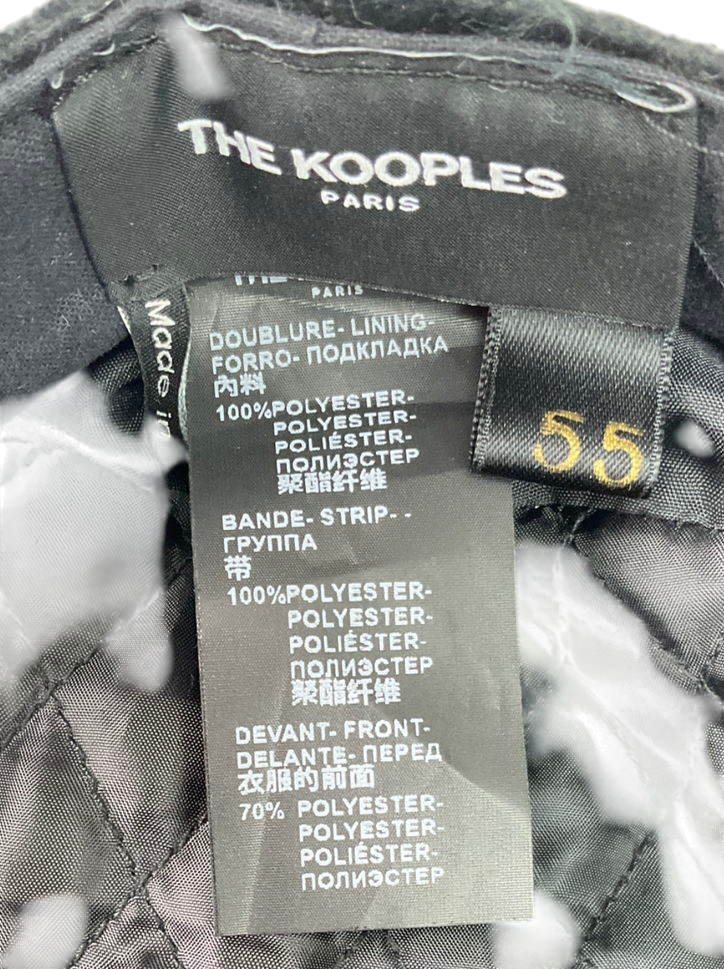 THE KOOPLES
PARIS
PARIS
Made in
55
DOUBLURE- LINING-
FORRO- ПОДКЛАДКА
內料
100%POLYESTER-
POLYESTER-
POLIÉSTER-
ПОЛИЭСТЕР
聚酯纤维
BANDE- STRIP- -
ГРУППА
带
100%POLYESTER-
POLYESTER-
POLIÉSTER-
ПОЛИЭСТЕР
聚酯纤维
DEVANT- FRONT-
DELANTE- ПЕРЕД
衣服的前面
70% POLYESTER-
POLYESTER-
POLIÉSTER-
ПОЛИЭСТЕР